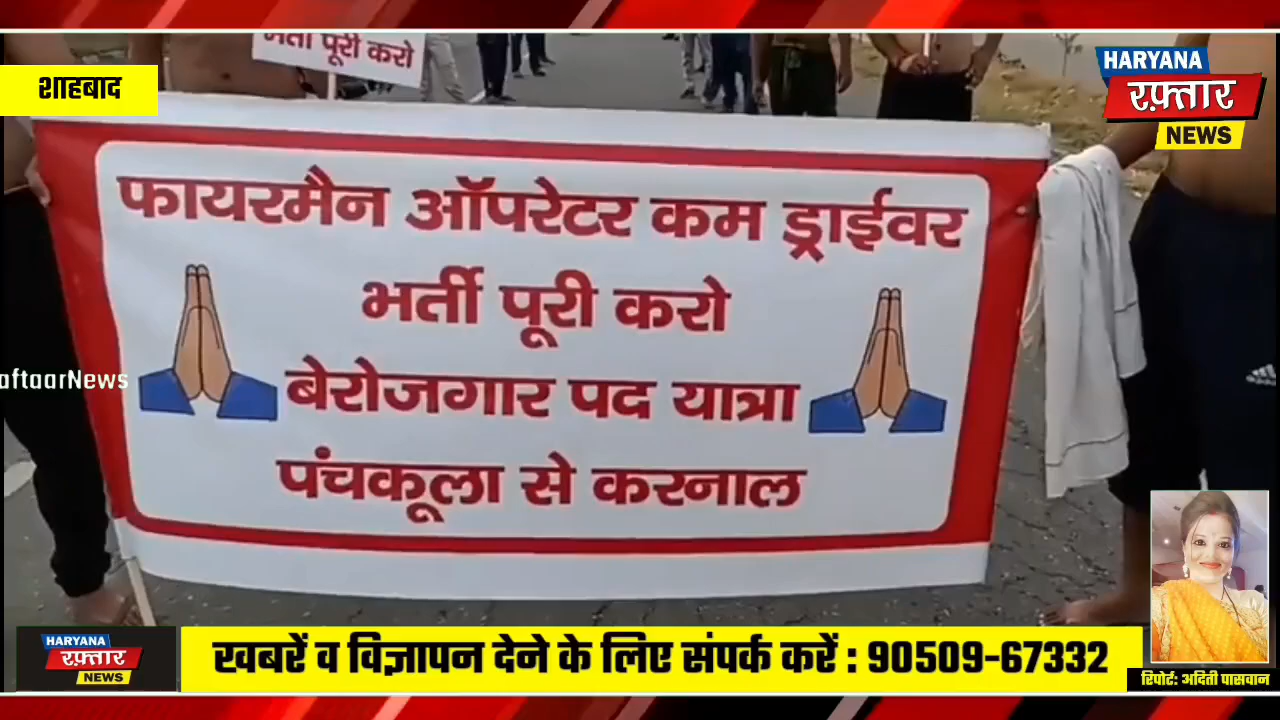 भर्ती पूरी करो
शाहबाद
HARYANA
रफ़्तार
NEWS
फायरमैन ऑपरेटर कम ड्राईवर
भर्ती पूरी करो
बेरोजगार पद यात्रा
पंचकूला से करनाल
aftaarNews
HARYANA
रफ़्तार
NEWS
खबरें व विज्ञापन देने के लिए संपर्क करें : 90509-67332
रिपोर्ट: अदिती पासवान